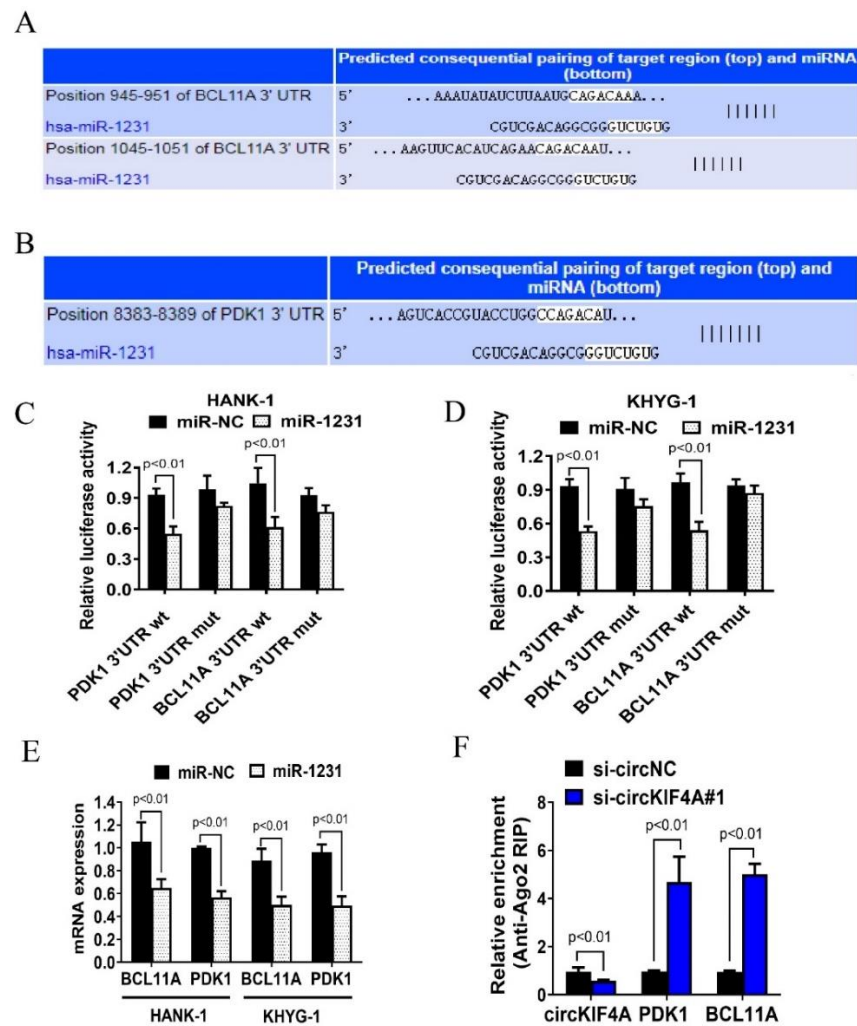 A
Predicted consequential pairing of target region (top) and miRNA
(bottom)
Position 945-951 of BCL11A 3' UTR 5' ...AAAUAUAUCUUAAUGCAGACAAA...
hsa-miR-1231 3' CGUCGACAGGCGGGUCUGUG
Position 1045-1051 of BCL11A 3' UTR 5' ...AAGUUCACAUCAGAACAGACAAU...
hsa-miR-1231 3' CGUCGACAGGCGGGUCUGUG
B
Predicted consequential pairing of target region (top) and
miRNA (bottom)
Position 8383-8389 of PDK1 3' UTR 5' ...AGUCACCGUACCUGGCCAGACAU...
hsa-miR-1231 3' CGUCGACAGGCGGGUCUGUG
C
HANK-1
miR-NC miR-1231
Relative luciferase activity
1.2
0.9
0.6
0.3
0.0
p<0.01
p<0.01
PDK1 3'UTR wt
PDK1 3'UTR mut
BCL11A 3'UTR wt
BCL11A 3'UTR mut
D
KHYG-1
miR-NC miR-1231
Relative luciferase activity
1.2
0.9
0.6
0.3
0.0
p<0.01
p<0.01
PDK1 3'UTR wt
PDK1 3'UTR mut
BCL11A 3'UTR wt
BCL11A 3'UTR mut
E
miR-NC miR-1231
mRNA expression
1.4
1.2
1.0
0.8
0.6
0.4
0.2
0.0
p<0.01
p<0.01
p<0.01
p<0.01
BCL11A PDK1 BCL11A PDK1
HANK-1 KHYG-1
F
si-circNC
si-circKIF4A#1
Relative enrichment
(Anti-Ago2 RIP)
8
6
4
2
0
p<0.01
p<0.01
p<0.01
circKIF4A PDK1 BCL11A